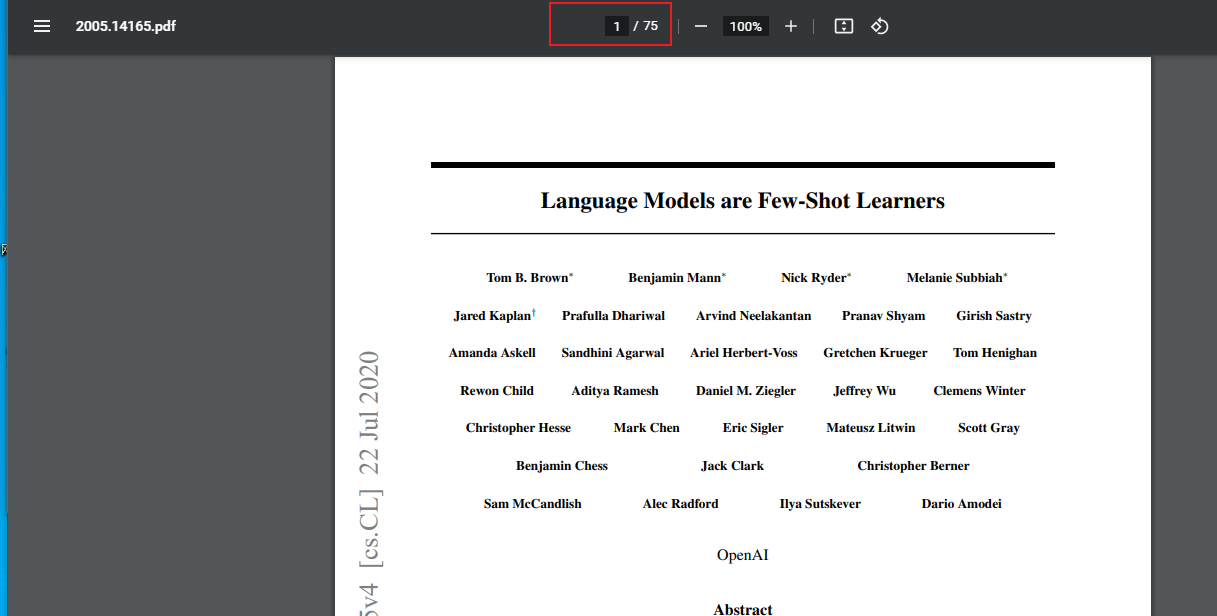 2005.14165.pdf
1 / 75
100%
Language Models are Few-Shot Learners
Tom B. Brown* Benjamin Mann* Nick Ryder* Melanie Subbiah*
Jared Kaplan† Prafulla Dhariwal Arvind Neelakantan Pranav Shyam Girish Sastry
Amanda Askell Sandhini Agarwal Ariel Herbert-Voss Gretchen Krueger Tom Henighan
Rewon Child Aditya Ramesh Daniel M. Ziegler Jeffrey Wu Clemens Winter
Christopher Hesse Mark Chen Eric Sigler Mateusz Litwin Scott Gray
Benjamin Chess Jack Clark Christopher Berner
Sam McCandlish Alec Radford Ilya Sutskever Dario Amodei
OpenAI
Abstract
5v4 [cs.CL] 22 Jul 2020